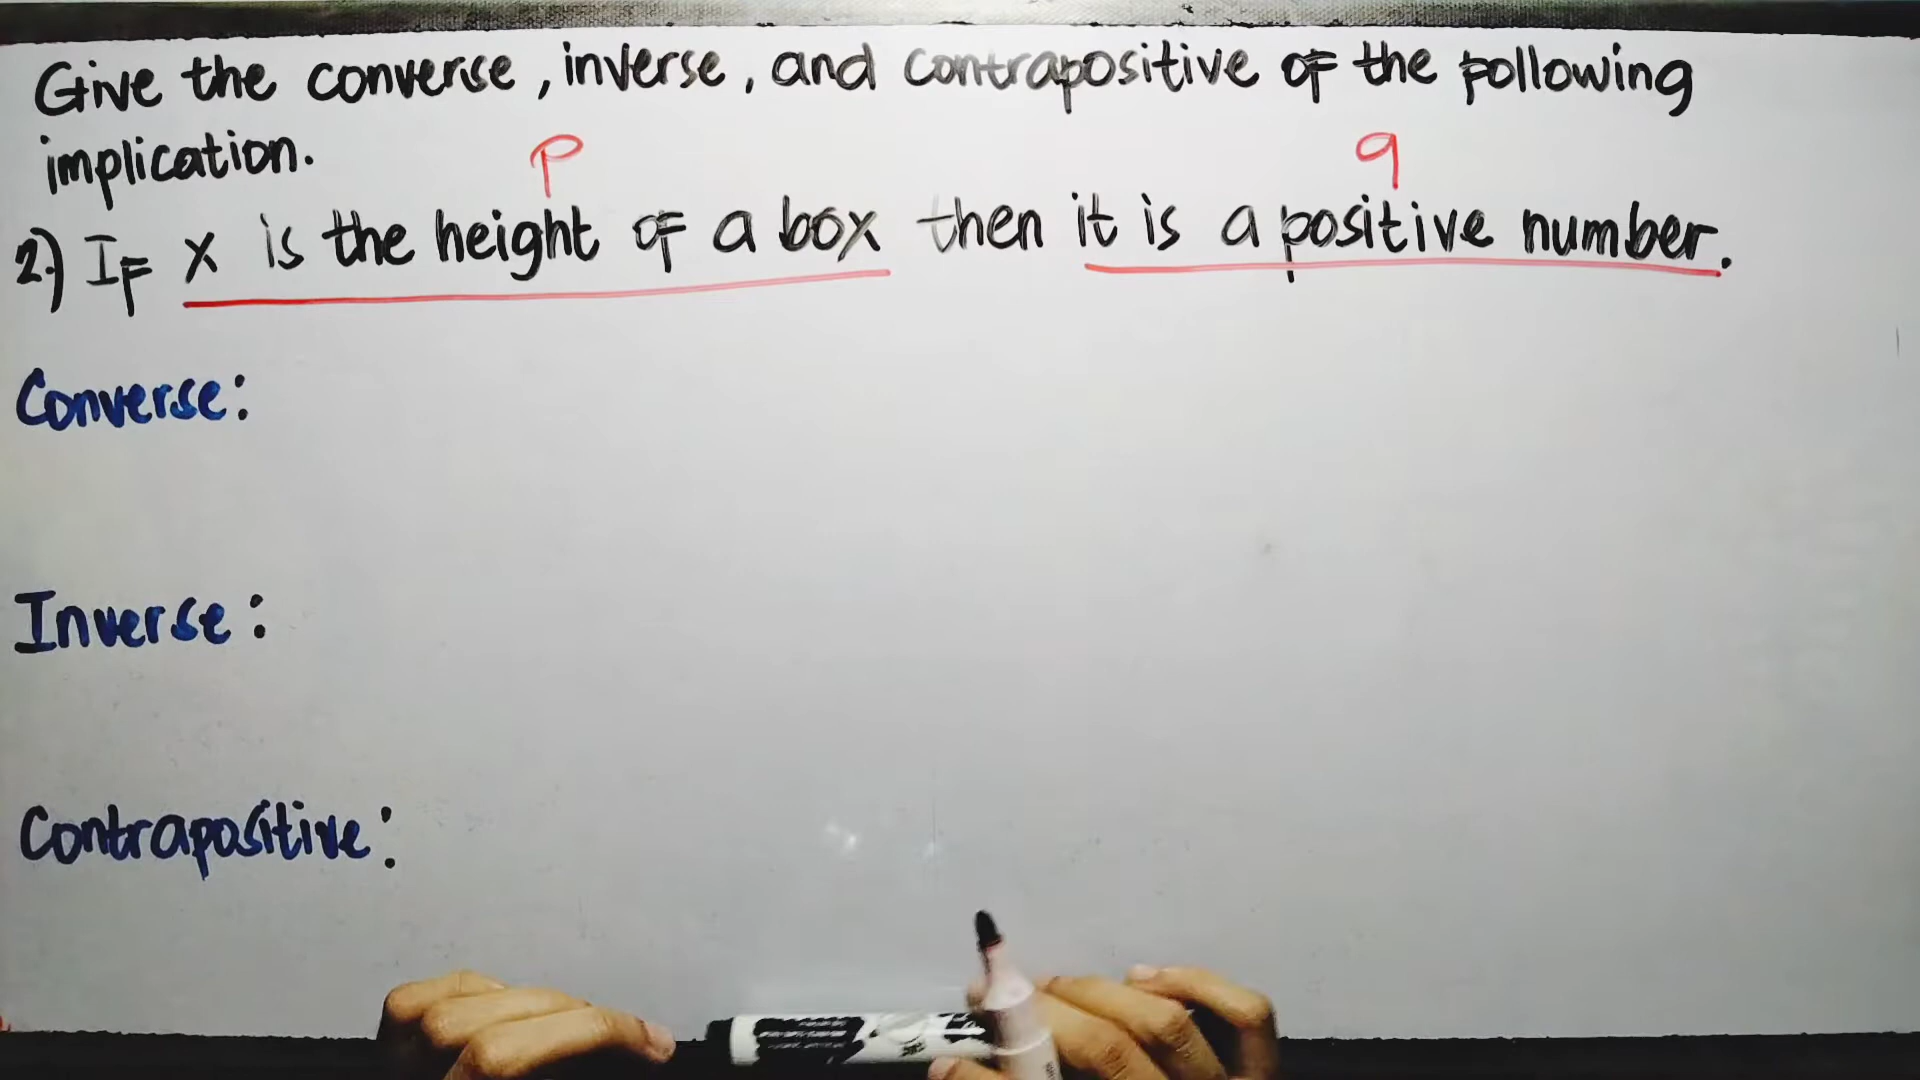 Give the converse, inverse, and contrapositive of the following
implication.
p q
2.) If x is the height of a box then it is a positive number.
Converse:
Inverse:
Contrapositive: